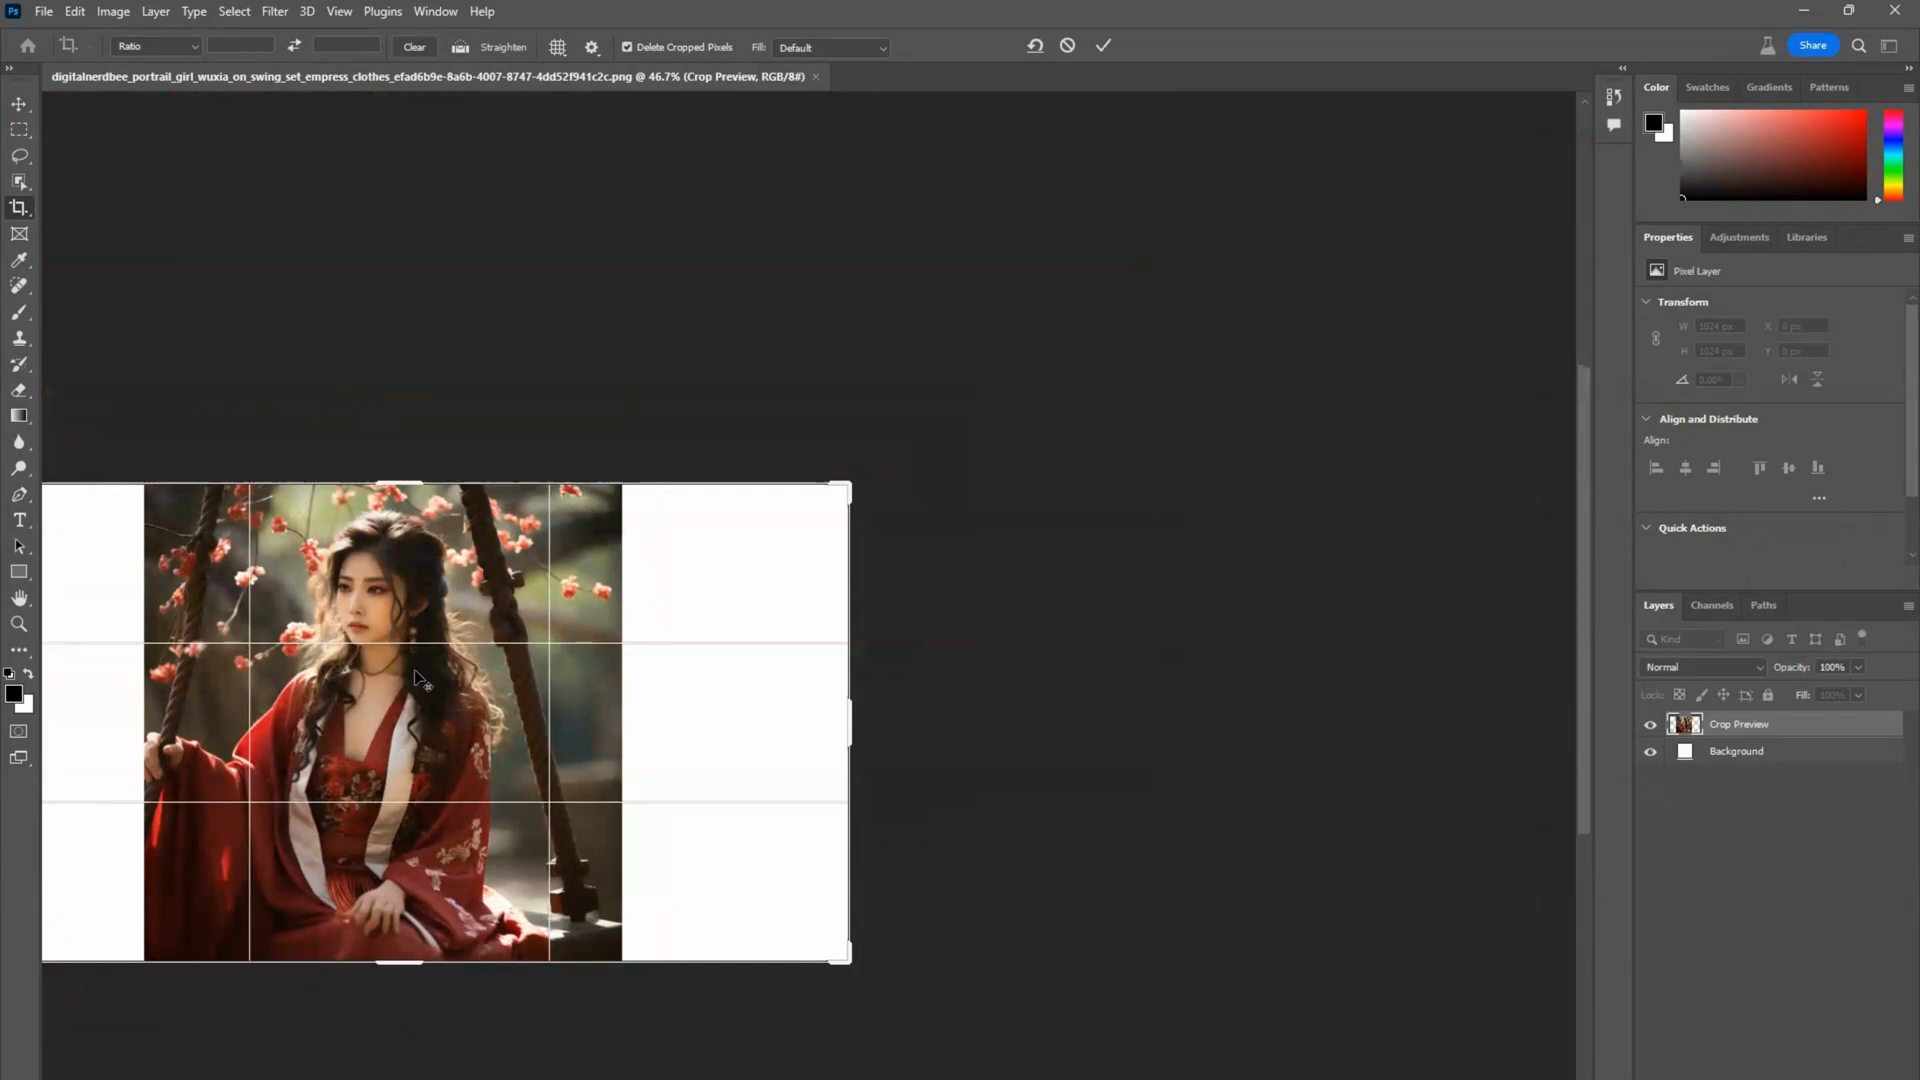 Ps File Edit Image Layer Type Select Filter 3D View Plugins Window Help
Ratio Clear Straighten Delete Cropped Pixels Fill: Default Share
digitalnerdbee_portrail_girl_wuxia_on_swing_set_empress_clothes_efad6b9e-8a6b-4007-8747-4dd52f941c2c.png @ 46.7% (Crop Preview, RGB/8#)
Color Swatches Gradients Patterns
Properties Adjustments Libraries
Pixel Layer
Transform
W 1024 px X 0 px
H 1024 px Y 0 px
0.00°
Align and Distribute
Align:
Quick Actions
Layers Channels Paths
Kind
Normal Opacity: 100%
Lock: Fill: 100%
Crop Preview
Background